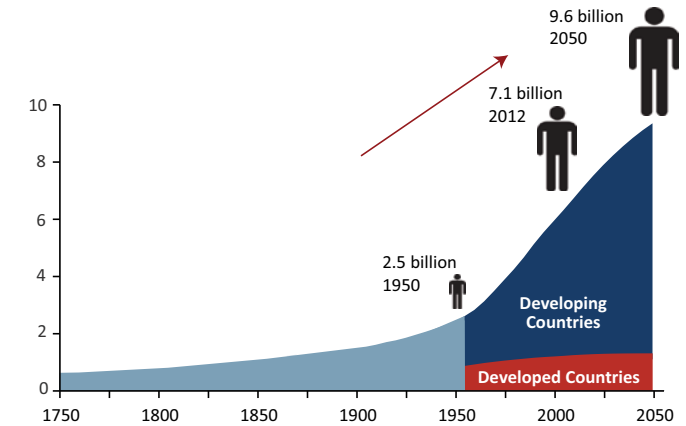 9.6 billion
2050
7.1 billion
2012
10
8
6
2.5 billion
1950
4
Developing
Countries
2
Developed Countries
0
1750
1800
1850
1900
1950
2000
2050